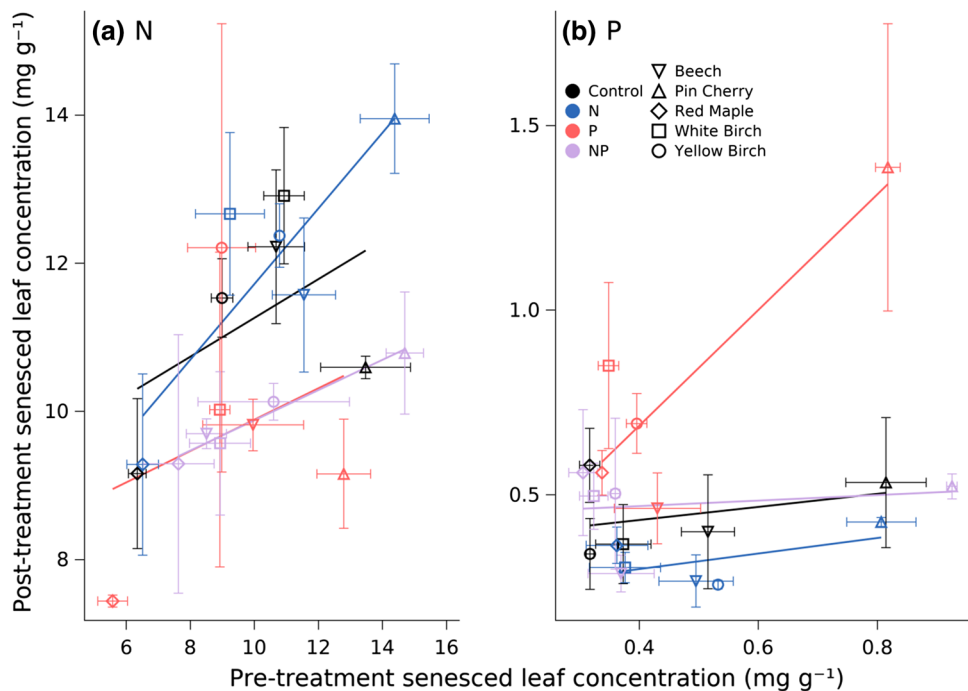 (a) N
(b) P
Post-treatment senesced leaf concentration (mg g⁻¹)
14
12
10
8
6 8 10 12 14 16
1.5
1.0
0.5
0.4 0.6 0.8
Control
N
P
NP
Beech
Pin Cherry
Red Maple
White Birch
Yellow Birch
Pre-treatment senesced leaf concentration (mg g⁻¹)